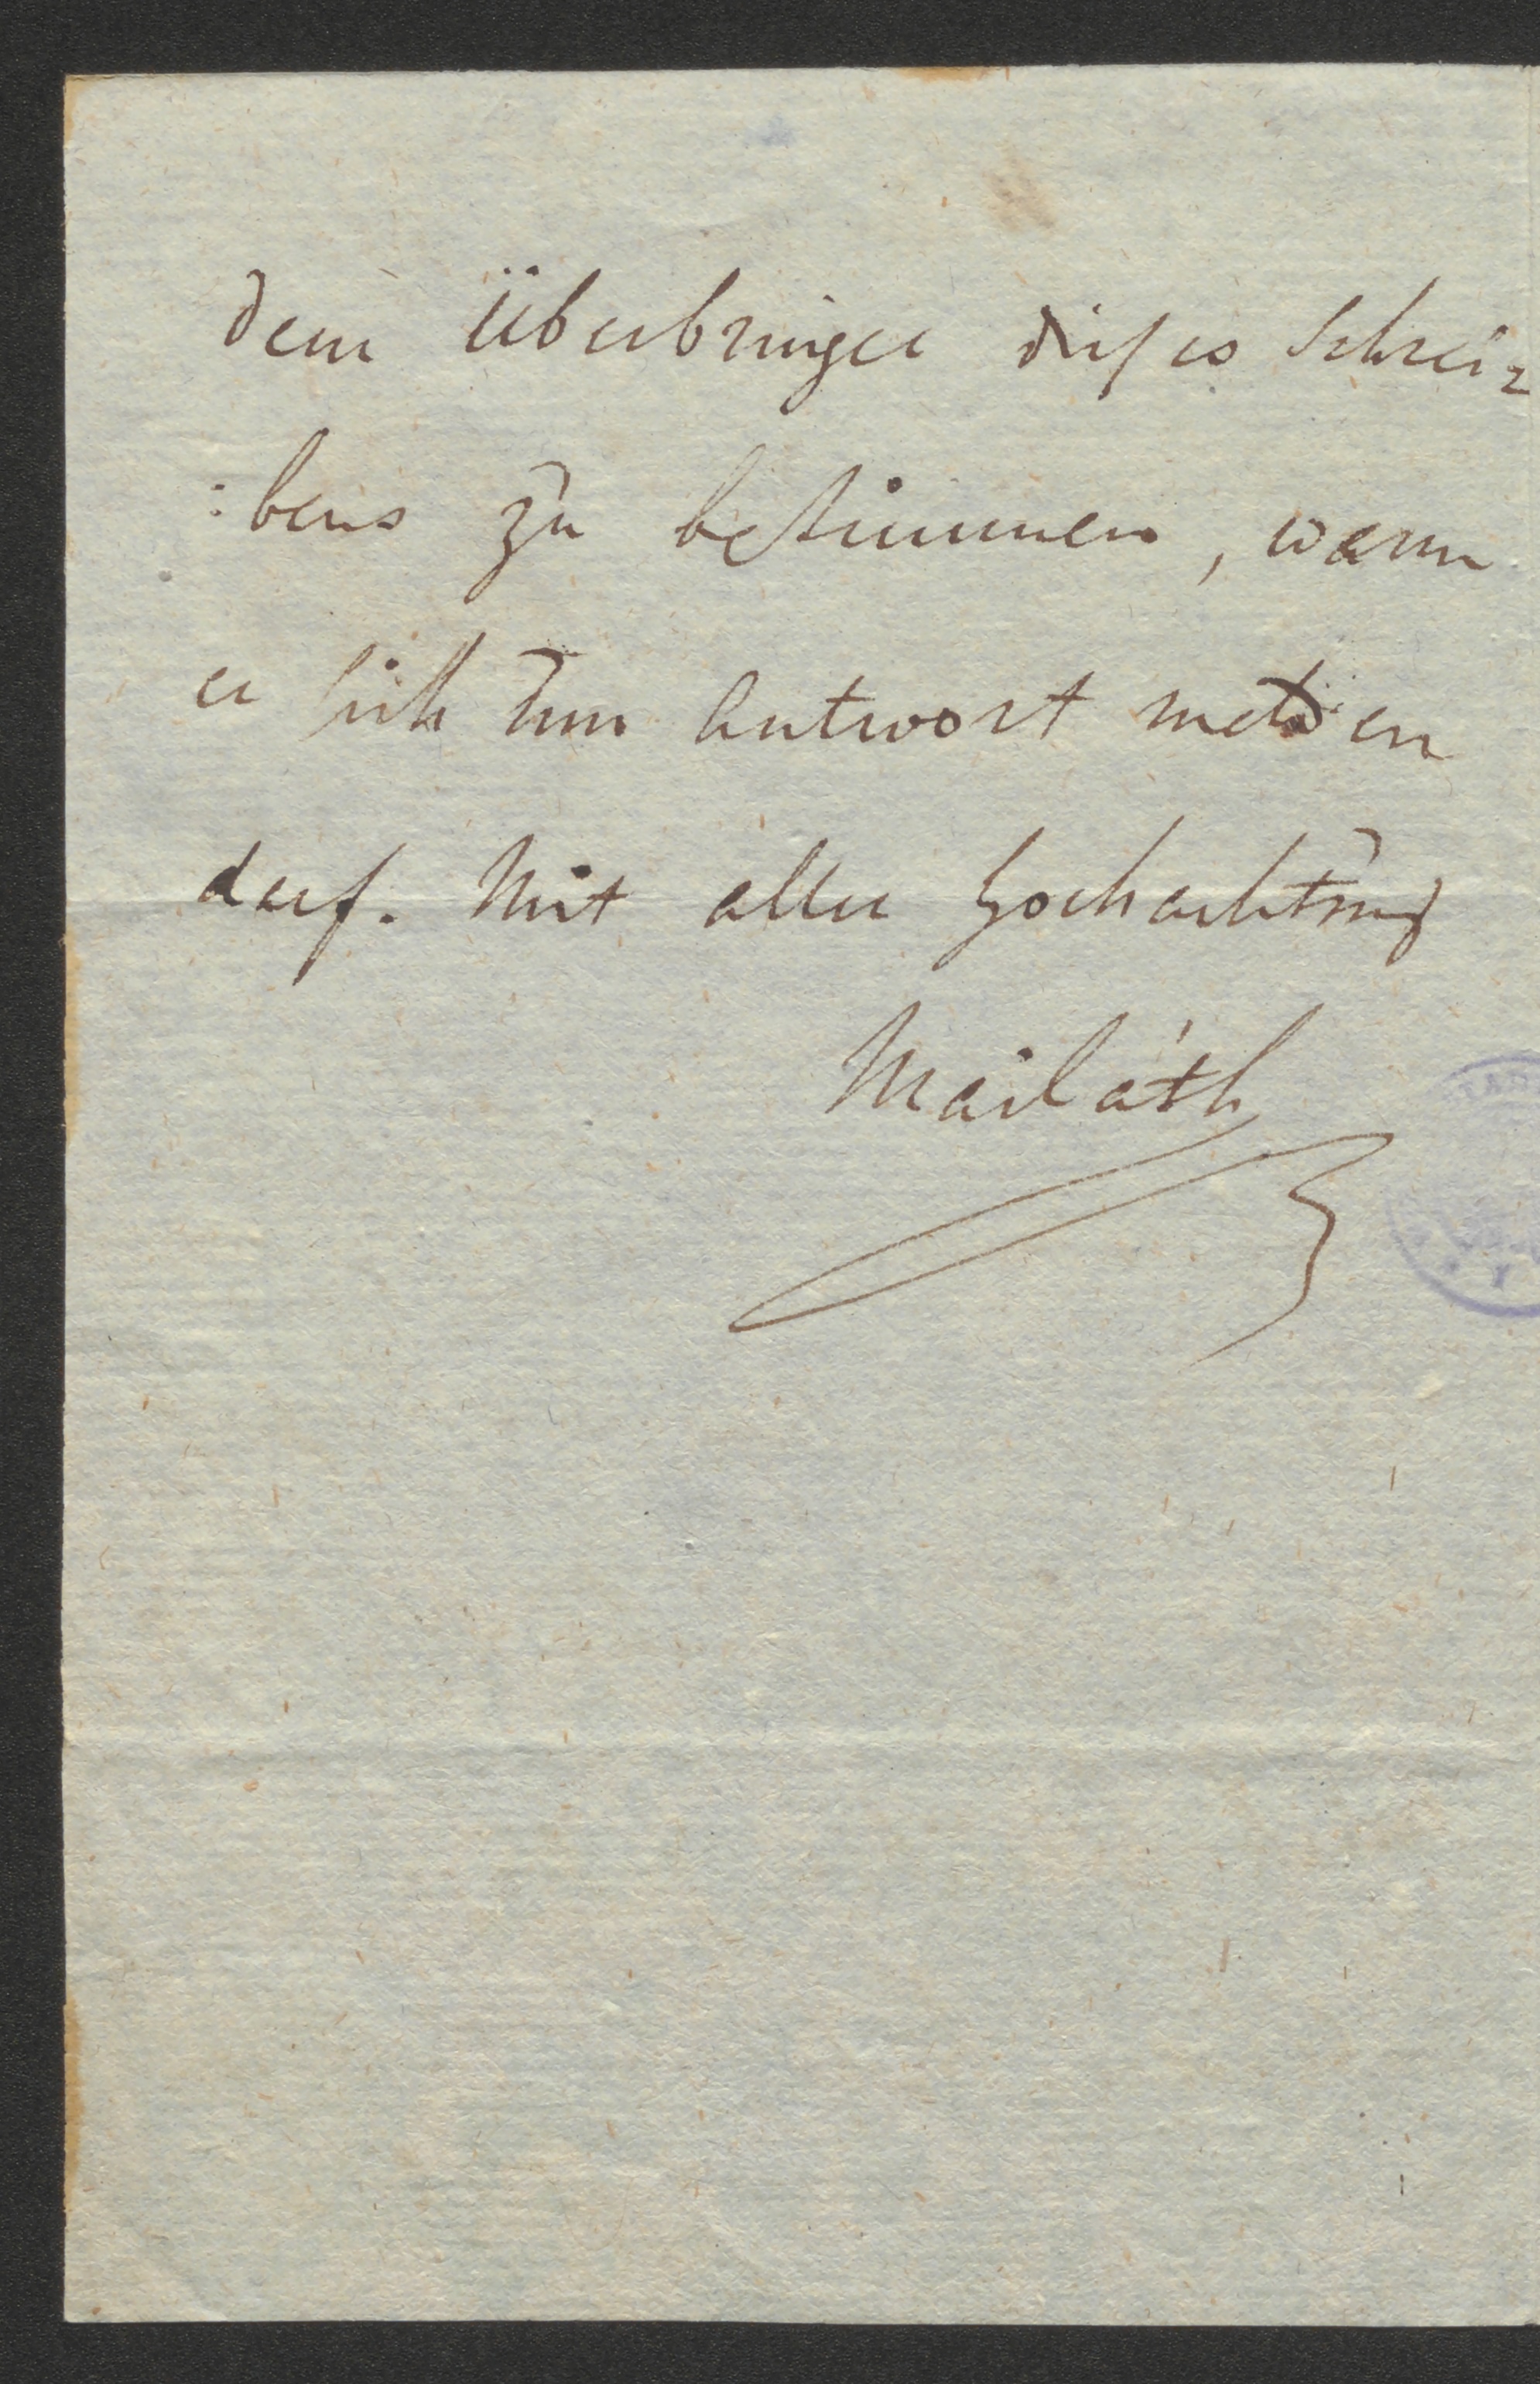 dem Überbringer dieses Schrei-
:bens zu bestimmen, wann
er sich um Antwort melden
darf. Mit aller Hochachtung
Mailáth